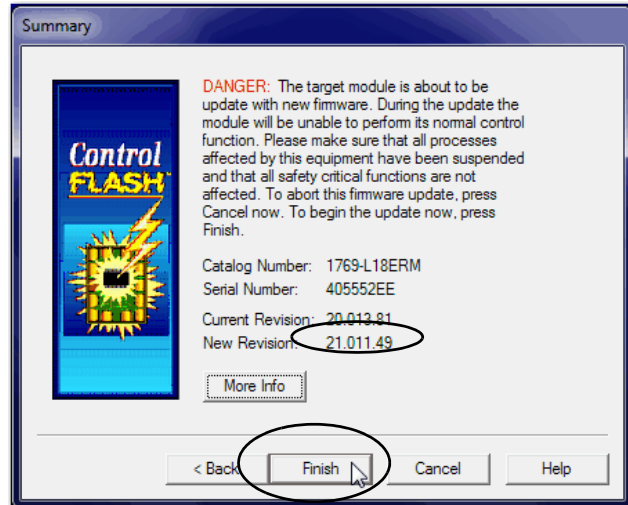 Summary
Control
FLASH
DANGER: The target module is about to be
update with new firmware. During the update the
module will be unable to perform its normal control
function. Please make sure that all processes
affected by this equipment have been suspended
and that all safety critical functions are not
affected. To abort this firmware update, press
Cancel now. To begin the update now, press
Finish.
Catalog Number: 1769-L18ERM
Serial Number: 405552EE
Current Revision: 20.013.81
New Revision: 21.011.49
More Info
< Back Finish Cancel Help